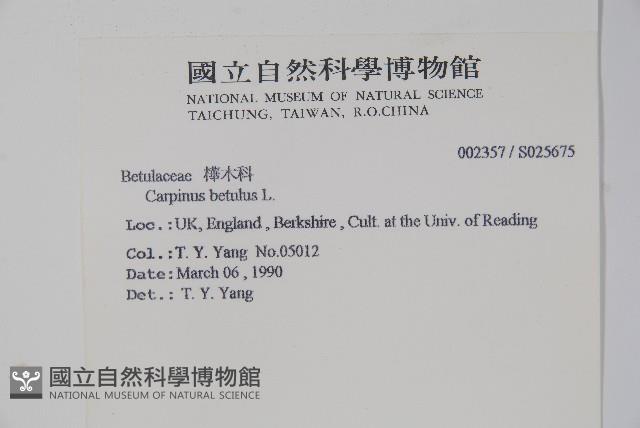 國立自然科學博物館
NATIONAL MUSEUM OF NATURAL SCIENCE
TAICHUNG, TAIWAN, R.O.CHINA
002357 / S025675
Betulaceae 樺木科
Carpinus betulus L.
Loc.: UK, England , Berkshire , Cult. at the Univ. of Reading
Col.: T. Y. Yang No.05012
Date: March 06 , 1990
Det.: T. Y. Yang
國立自然科學博物館
NATIONAL MUSEUM OF NATURAL SCIENCE